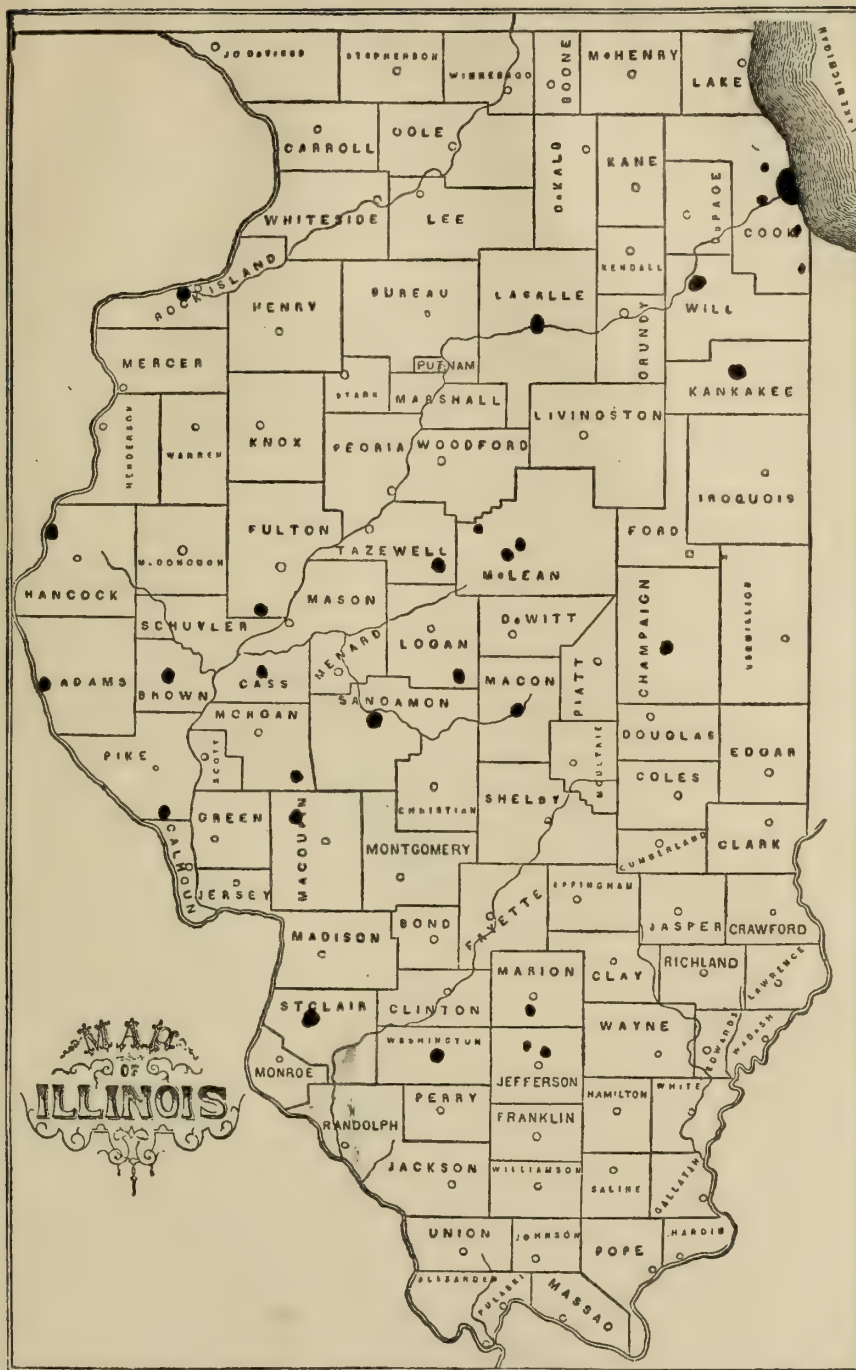 JO DAVIESS
STEPHENSON
WINNEBAGO
BOONE
McHENRY
LAKE
LAKE MICHIGAN
CARROLL
OGLE
DeKALB
KANE
DuPAGE
COOK
WHITESIDE
LEE
KENDALL
ROCK ISLAND
HENRY
BUREAU
LASALLE
GRUNDY
WILL
MERCER
PUTNAM
KANKAKEE
STARK
MARSHALL
LIVINGSTON
HENDERSON
WARREN
KNOX
PEORIA
WOODFORD
IROQUOIS
FULTON
FORD
HANCOCK
McDONOUGH
TAZEWELL
McLEAN
MASON
SCHUYLER
DeWITT
CHAMPAIGN
VERMILLION
ADAMS
BROWN
CASS
MENARD
LOGAN
PIATT
MACON
SANGAMON
MORGAN
PIKE
SCOTT
DOUGLAS
EDGAR
MOULTRIE
COLES
CHRISTIAN
SHELBY
GREEN
MACOUPIN
CALHOUN
MONTGOMERY
CUMBERLAND
CLARK
JERSEY
FAYETTE
EFFINGHAM
JASPER
CRAWFORD
BOND
MADISON
MARION
CLAY
RICHLAND
LAWRENCE
ST CLAIR
CLINTON
WAYNE
EDWARDS
WABASH
WASHINGTON
MONROE
JEFFERSON
HAMILTON
WHITE
PERRY
RANDOLPH
FRANKLIN
JACKSON
WILLIAMSON
SALINE
GALLATIN
UNION
JOHNSON
POPE
HARDIN
ALEXANDER
PULASKI
MASSAC
MAP
OF
ILLINOIS